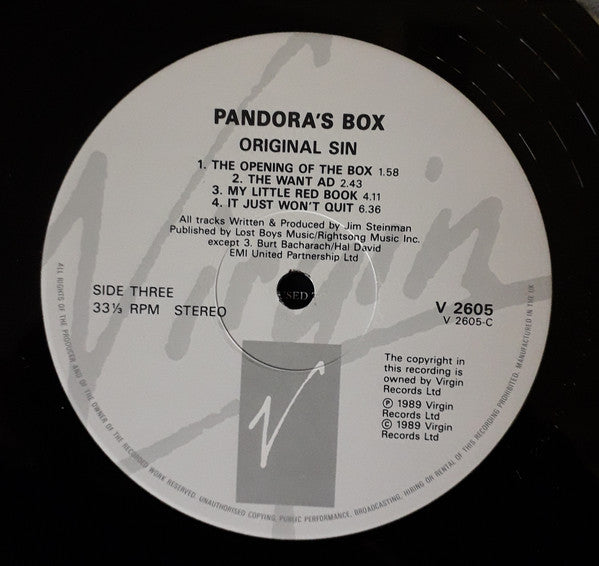 Virgin
PANDORA'S BOX
ORIGINAL SIN
1. THE OPENING OF THE BOX 1.58
2. THE WANT AD 2.43
3. MY LITTLE RED BOOK 4.11
4. IT JUST WON'T QUIT 6.36
All tracks Written & Produced by Jim Steinman
Published by Lost Boys Music/Rightsong Music Inc.
except 3. Burt Bacharach/Hal David
EMI United Partnership Ltd
USED
SIDE THREE
33⅓ RPM STEREO
V 2605
V 2605-C
The copyright in
this recording is
owned by Virgin
Records Ltd
℗ 1989 Virgin
Records Ltd
© 1989 Virgin
Records Ltd
V
ALL RIGHTS OF THE PRODUCER AND OF THE OWNER OF THE RECORDED WORK RESERVED. UNAUTHORISED COPYING, PUBLIC PERFORMANCE, BROADCASTING, HIRING OR RENTAL OF THIS RECORDING PROHIBITED. MANUFACTURED IN THE UK